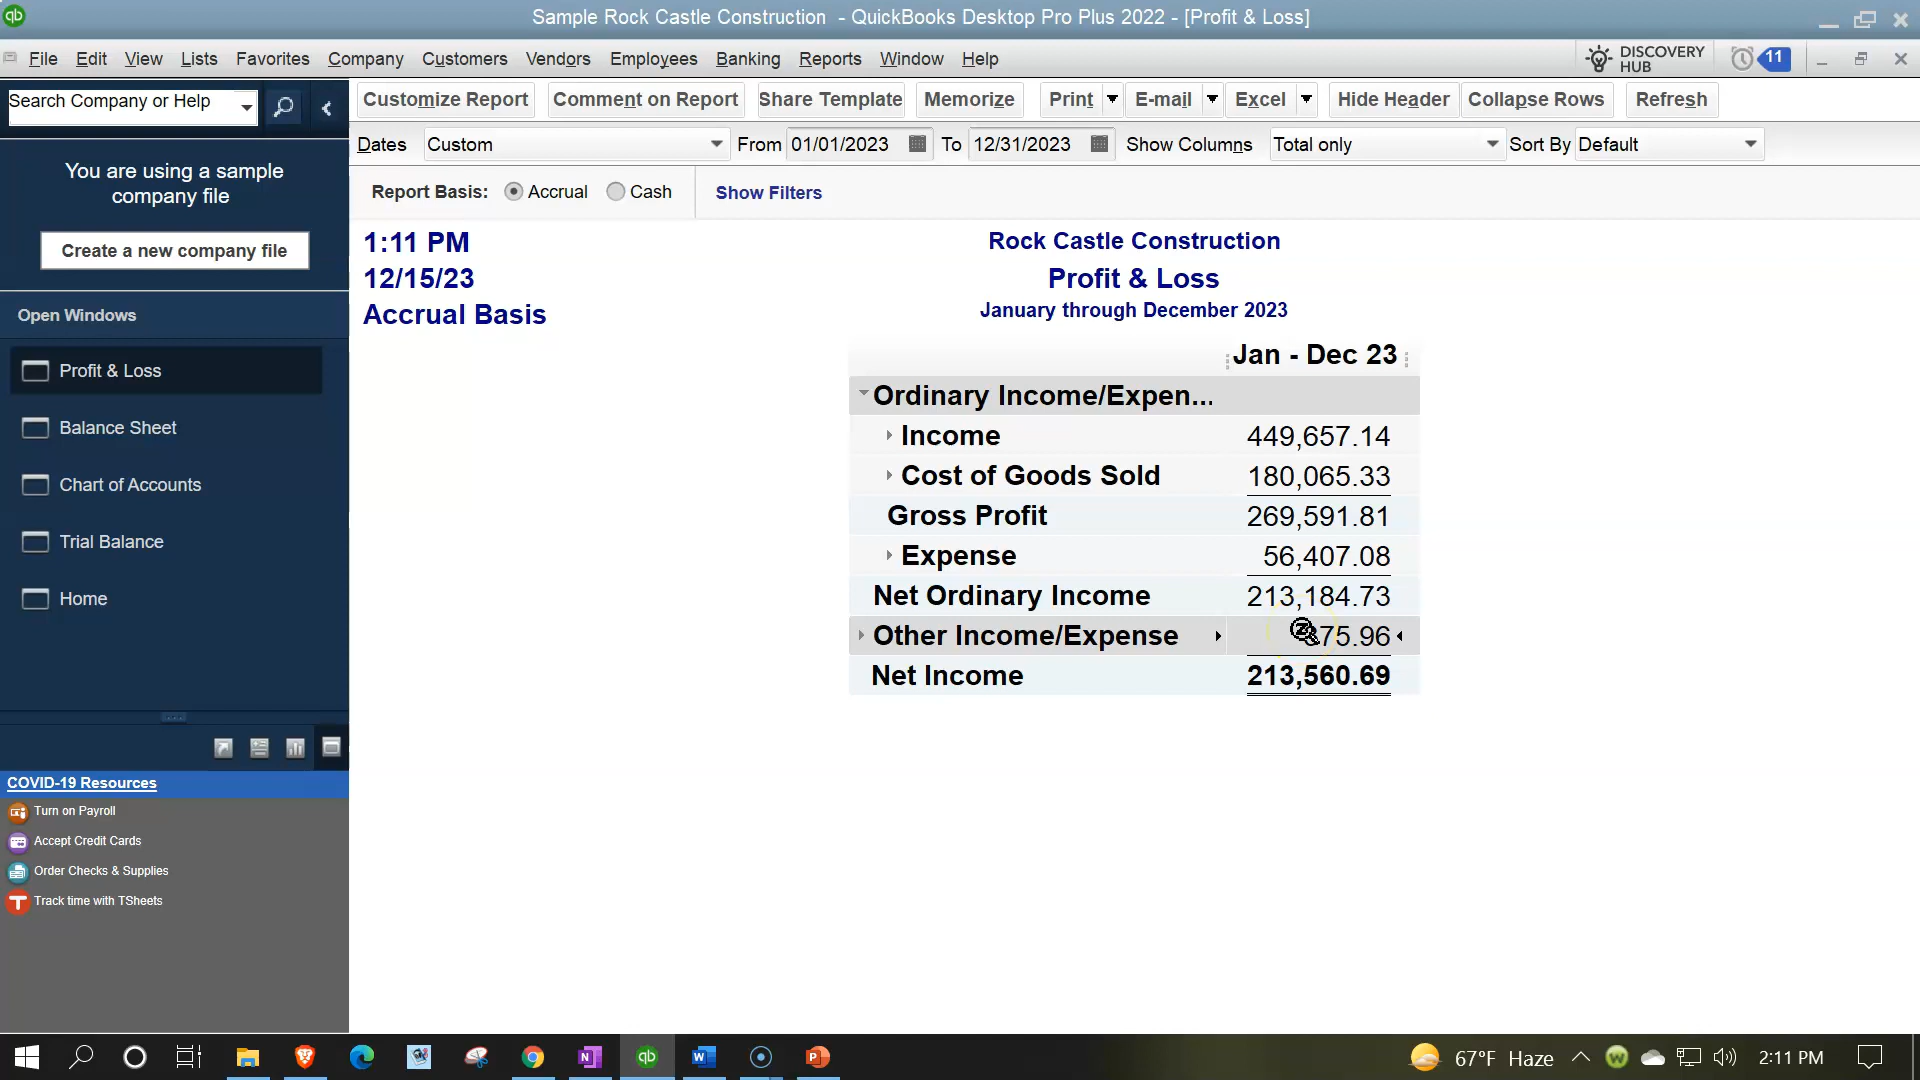 Sample Rock Castle Construction - QuickBooks Desktop Pro Plus 2022 - [Profit & Loss]
File Edit View Lists Favorites Company Customers Vendors Employees Banking Reports Window Help
DISCOVERY HUB
11
Search Company or Help
Customize Report Comment on Report Share Template Memorize Print E-mail Excel Hide Header Collapse Rows Refresh
Dates Custom From 01/01/2023 To 12/31/2023 Show Columns Total only Sort By Default
Report Basis: Accrual Cash Show Filters
You are using a sample
company file
Create a new company file
Open Windows
Profit & Loss
Balance Sheet
Chart of Accounts
Trial Balance
Home
COVID-19 Resources
Turn on Payroll
Accept Credit Cards
Order Checks & Supplies
Track time with TSheets
1:11 PM
12/15/23
Accrual Basis
Rock Castle Construction
Profit & Loss
January through December 2023
Jan - Dec 23
Ordinary Income/Expen...
Income 449,657.14
Cost of Goods Sold 180,065.33
Gross Profit 269,591.81
Expense 56,407.08
Net Ordinary Income 213,184.73
Other Income/Expense 375.96
Net Income 213,560.69
67°F Haze
2:11 PM